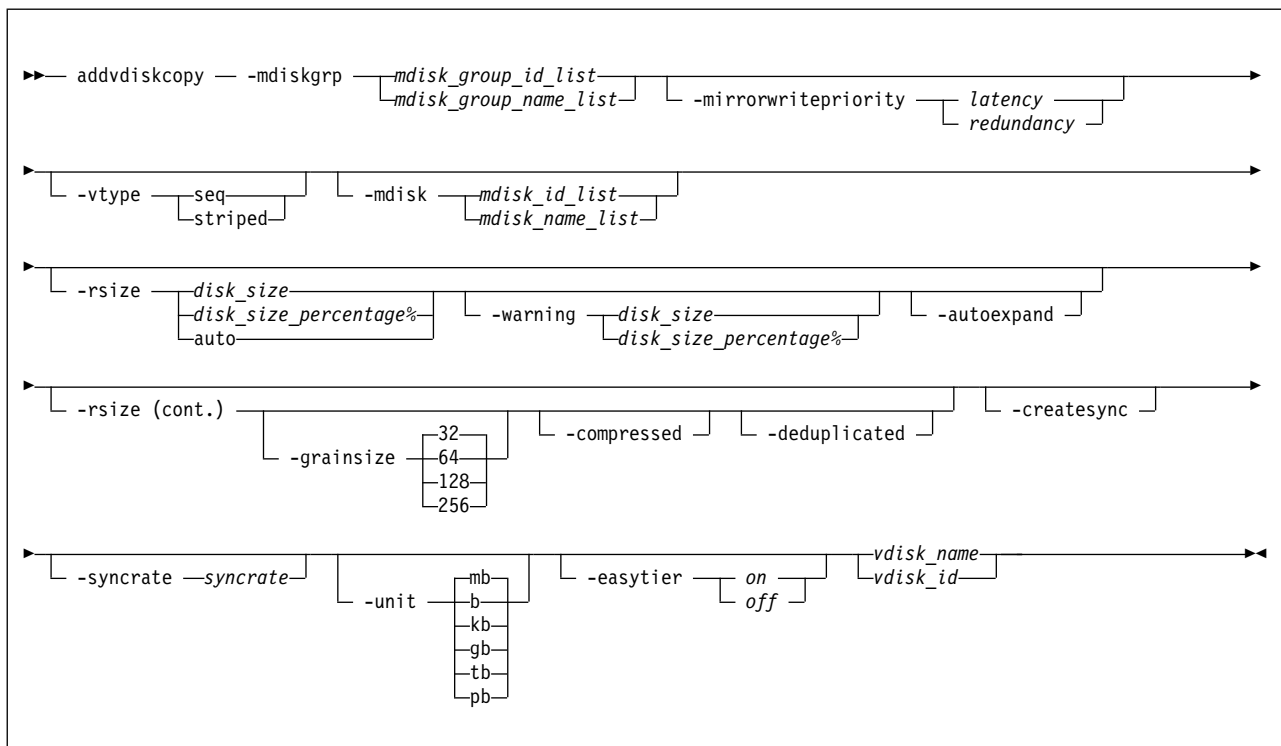 addvdiskcopy -mdiskgrp mdisk_group_id_list
mdisk_group_name_list
-mirrorwritepriority latency
redundancy
-vtype seq
striped
-mdisk mdisk_id_list
mdisk_name_list
-rsize disk_size
disk_size_percentage%
auto
-warning disk_size
disk_size_percentage%
-autoexpand
-rsize (cont.)
-grainsize 32
64
128
256
-compressed
-deduplicated
-createsync
-syncrate syncrate
-unit mb
b
kb
gb
tb
pb
-easytier on
off
vdisk_name
vdisk_id